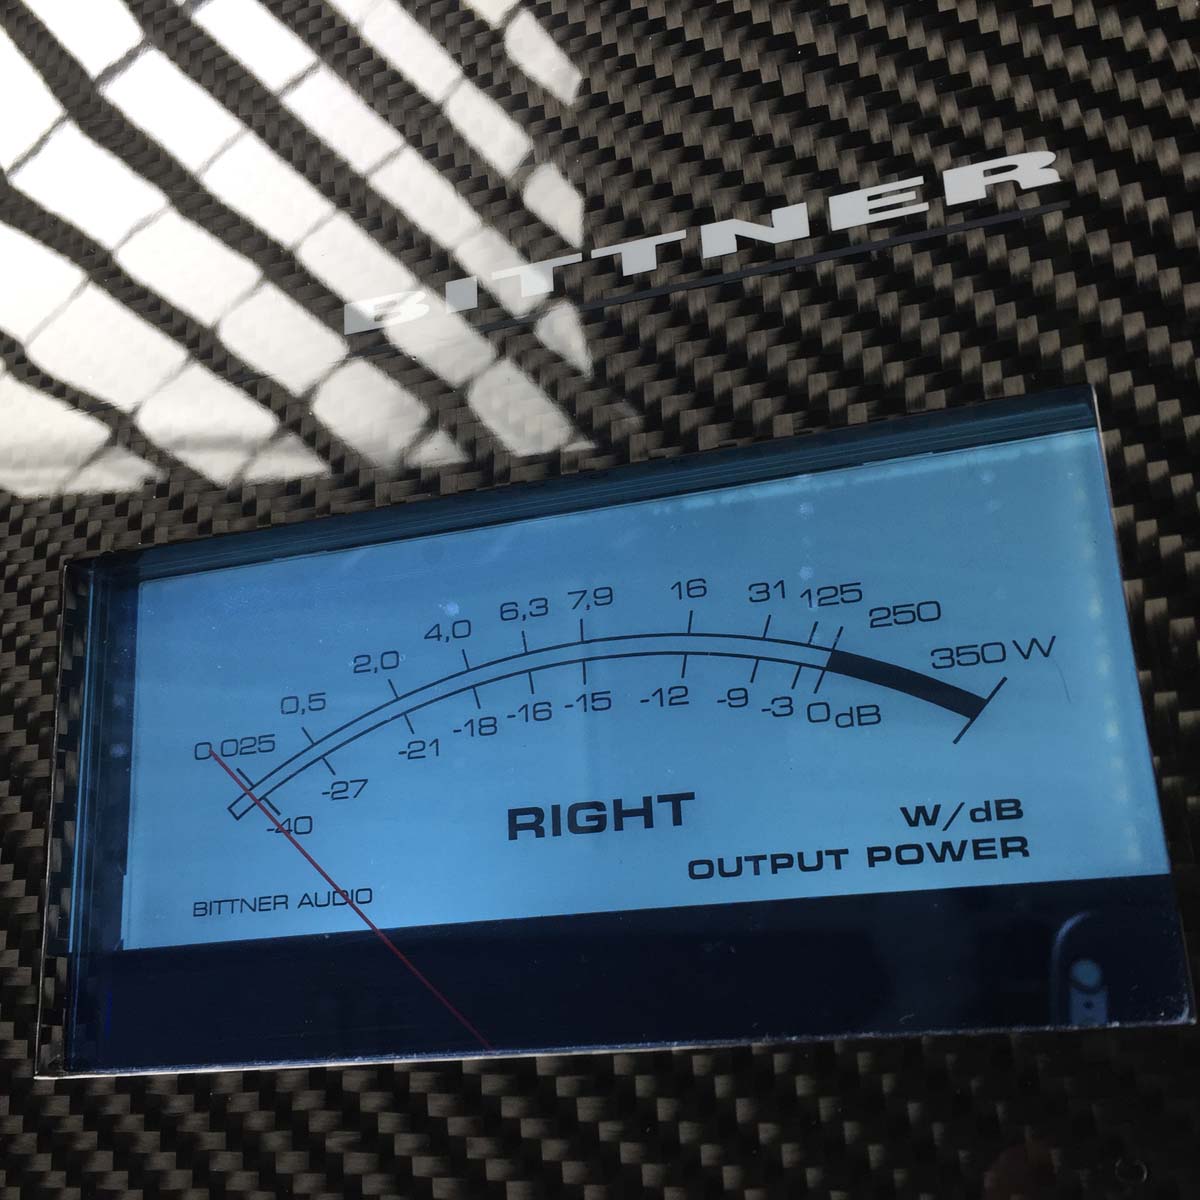 BITTNER
0,025 0,5 2,0 4,0 6,3 7,9 16 31 125 250 350 W
-40 -27 -21 -18 -16 -15 -12 -9 -3 0dB
RIGHT
W/dB
OUTPUT POWER
BITTNER AUDIO